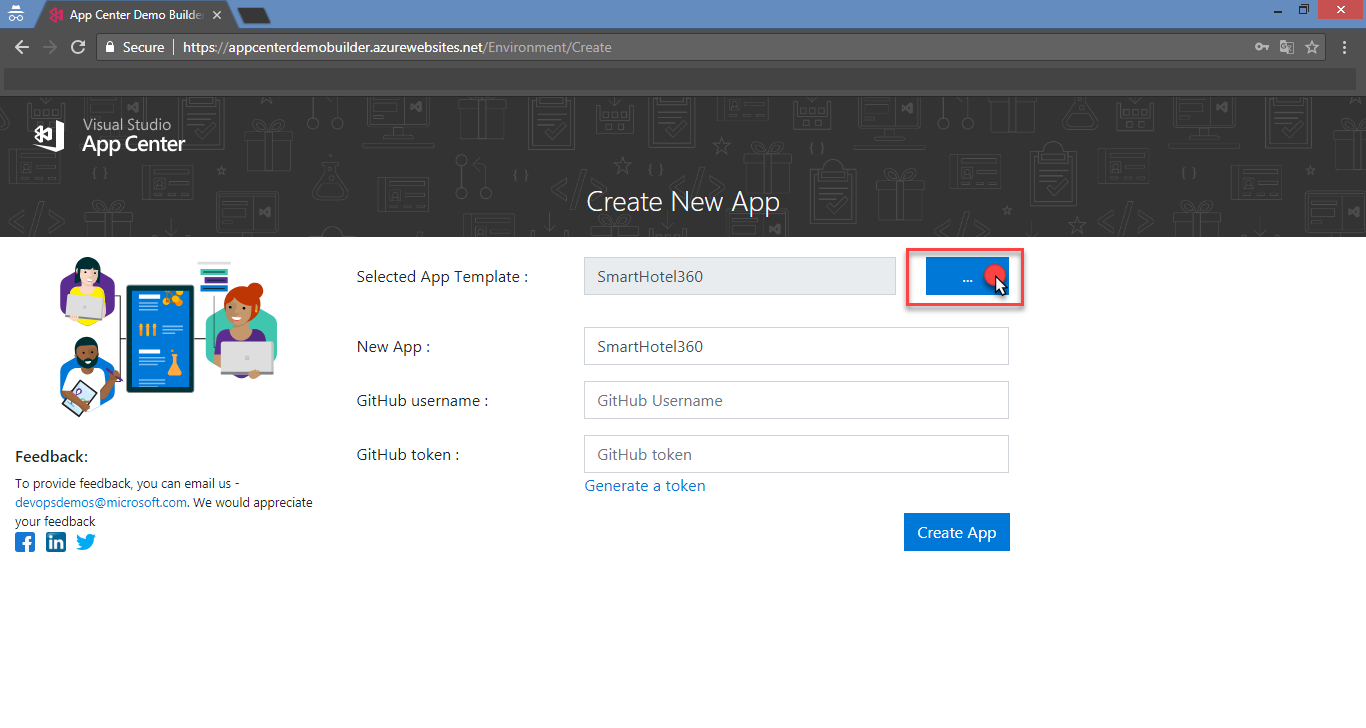 App Center Demo Builde
Secure
https://appcenterdemobuilder.azurewebsites.net/Environment/Create
Visual Studio
App Center
Create New App
Selected App Template :
SmartHotel360
...
New App :
SmartHotel360
GitHub username :
GitHub Username
GitHub token :
GitHub token
Generate a token
Create App
Feedback:
To provide feedback, you can email us -
devopsdemos@microsoft.com. We would appreciate
your feedback